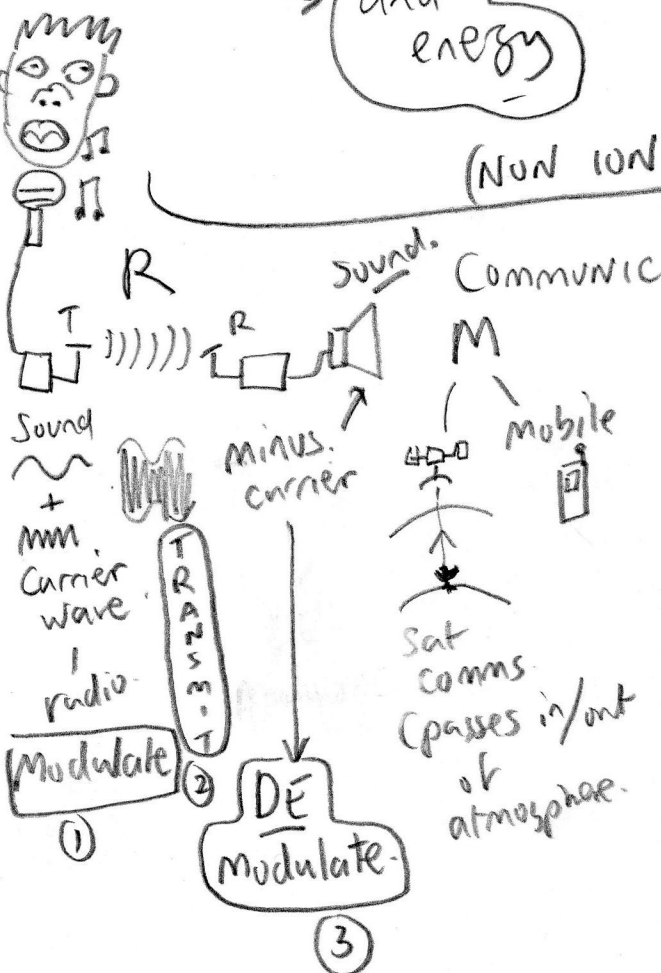 and
energy
(NON ION
R
Sound.
COMMUNIC
T
R
M
Sound
+
Carrier
wave.
radio
Modulate
①
TRANSMIT
②
minus.
carrier
DE
modulate.
③
Mobile
Sat
comms.
(passes in/out
of
atmosphere.